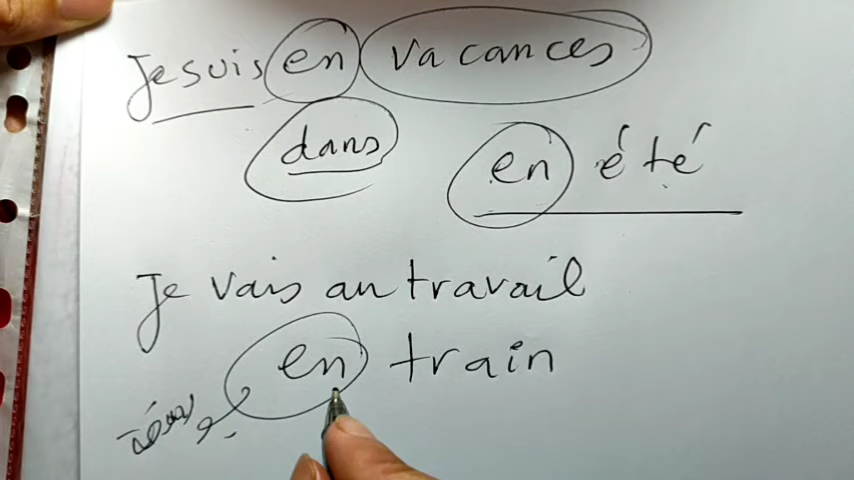 Je suis en vacances
dans
en été
Je vais au travail
en train